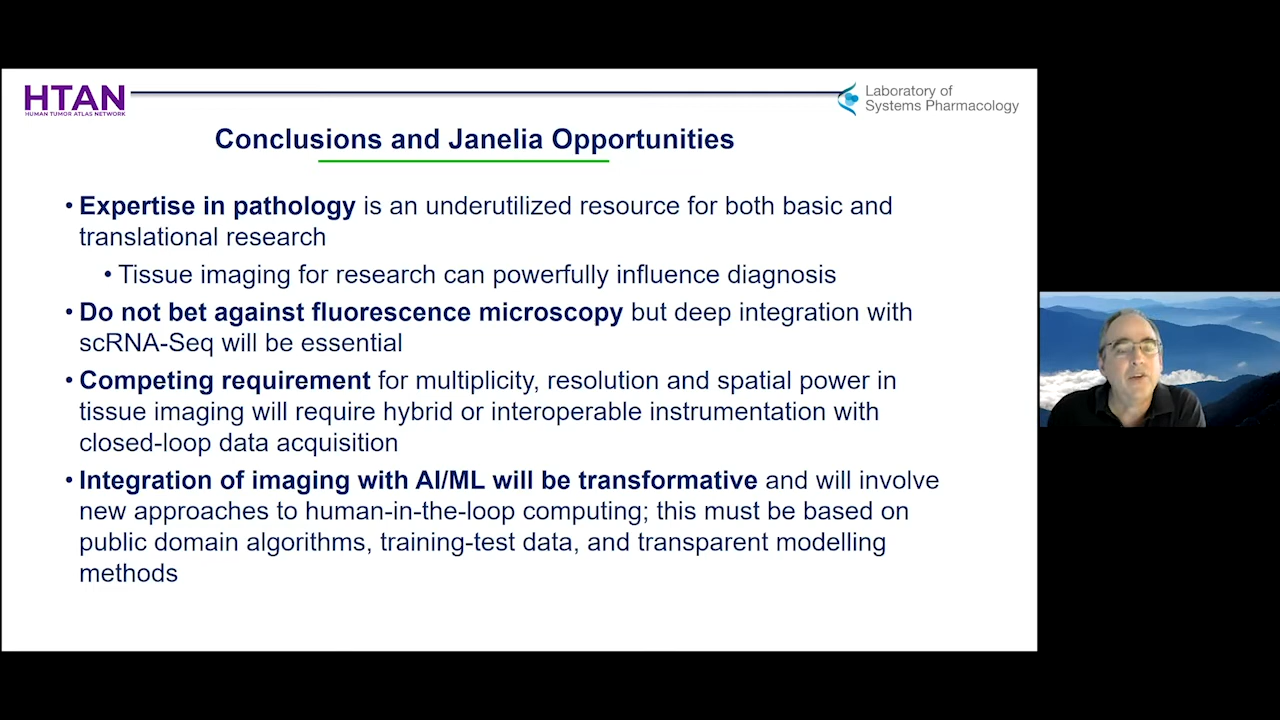 HTAN
HUMAN TUMOR ATLAS NETWORK
Laboratory of
Systems Pharmacology
Conclusions and Janelia Opportunities
• Expertise in pathology is an underutilized resource for both basic and
translational research
• Tissue imaging for research can powerfully influence diagnosis
• Do not bet against fluorescence microscopy but deep integration with
scRNA-Seq will be essential
• Competing requirement for multiplicity, resolution and spatial power in
tissue imaging will require hybrid or interoperable instrumentation with
closed-loop data acquisition
• Integration of imaging with AI/ML will be transformative and will involve
new approaches to human-in-the-loop computing; this must be based on
public domain algorithms, training-test data, and transparent modelling
methods